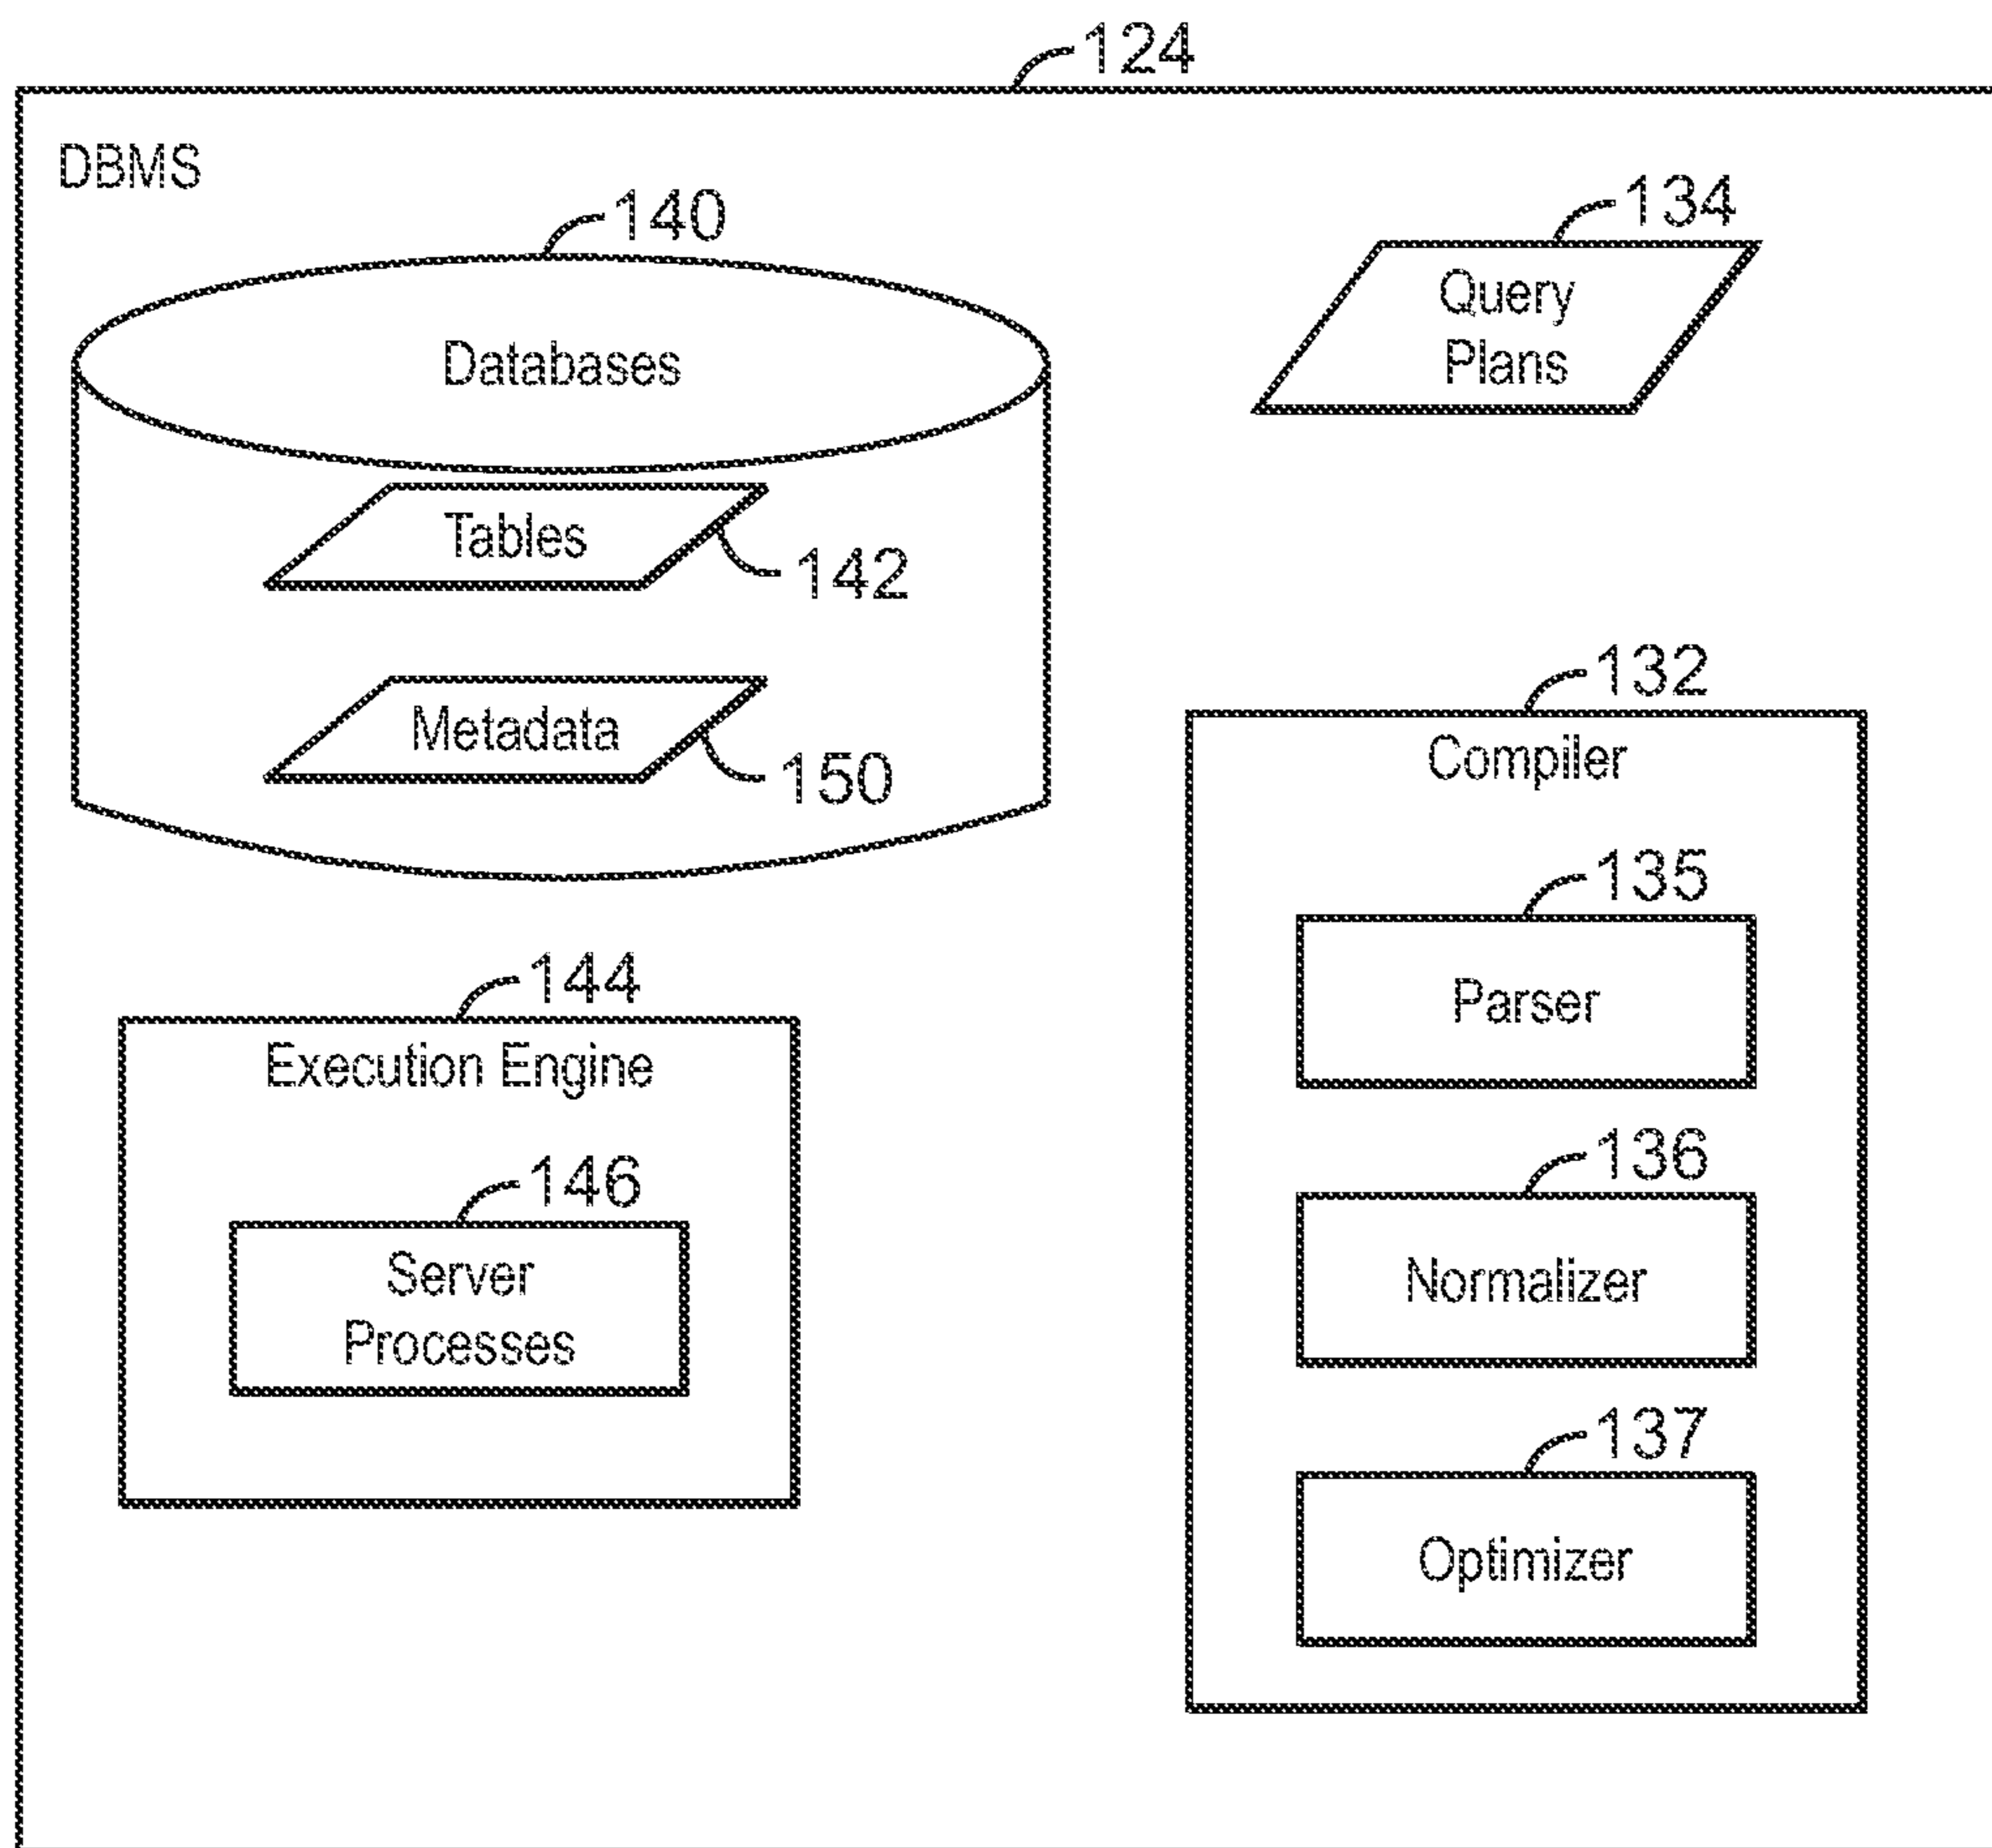 124
DBMS
140
134
Databases
Query
Plans
Tables
142
Metadata
150
132
Compiler
135
Parser
144
Execution Engine
146
Server
Processes
136
Normalizer
137
Optimizer